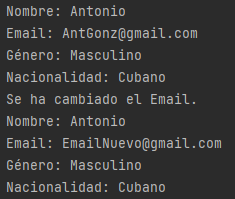 Nombre: Antonio
Email: AntGonz@gmail.com
Género: Masculino
Nacionalidad: Cubano
Se ha cambiado el Email.
Nombre: Antonio
Email: EmailNuevo@gmail.com
Género: Masculino
Nacionalidad: Cubano